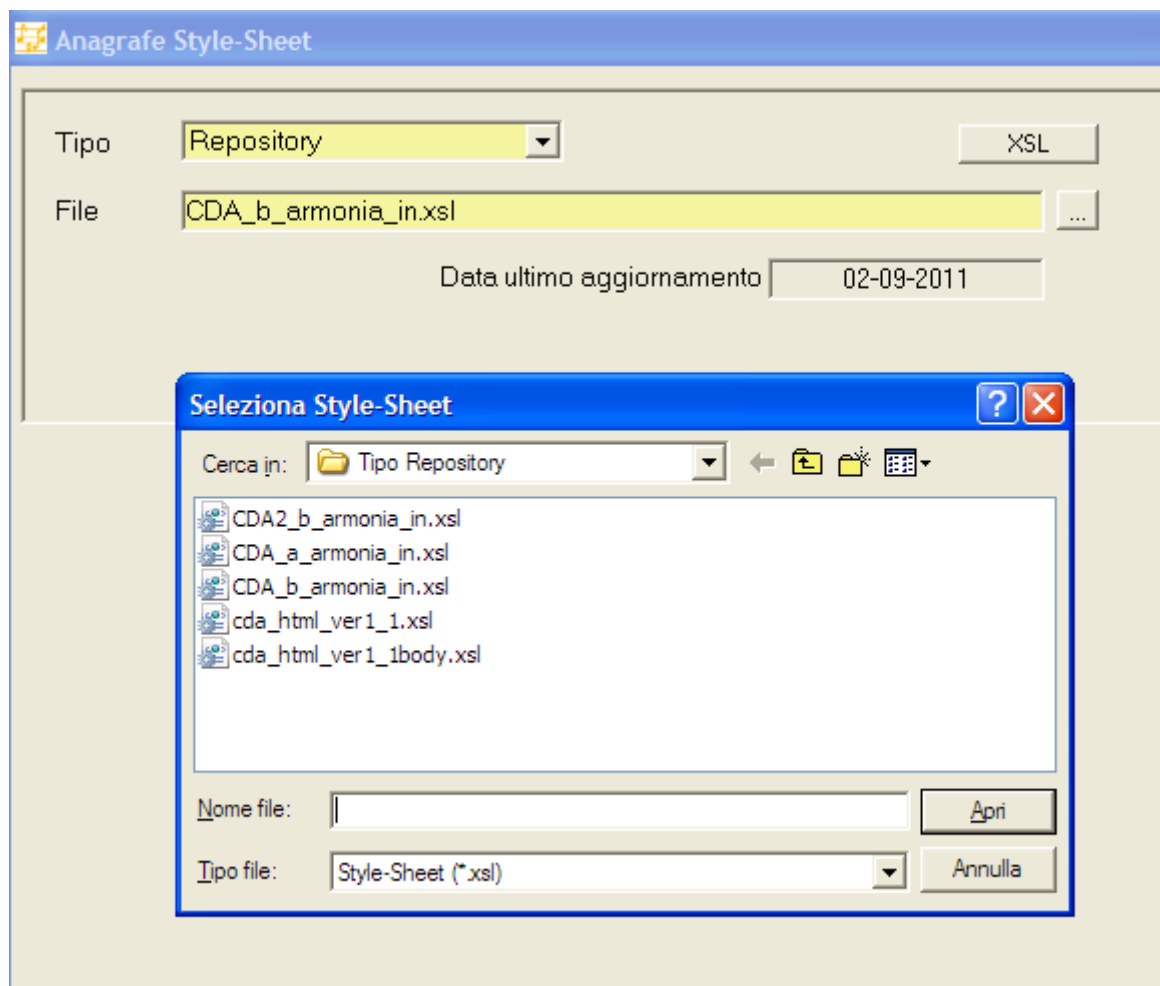 Anagrafe Style-Sheet
Tipo Repository XSL
File CDA_b_armonia_in.xsl ...
Data ultimo aggiornamento 02-09-2011
Seleziona Style-Sheet
Cerca in: Tipo Repository
CDA2_b_armonia_in.xsl
CDA_a_armonia_in.xsl
CDA_b_armonia_in.xsl
cda_html_ver1_1.xsl
cda_html_ver1_1body.xsl
Nome file: Apri
Tipo file: Style-Sheet (*.xsl) Annulla